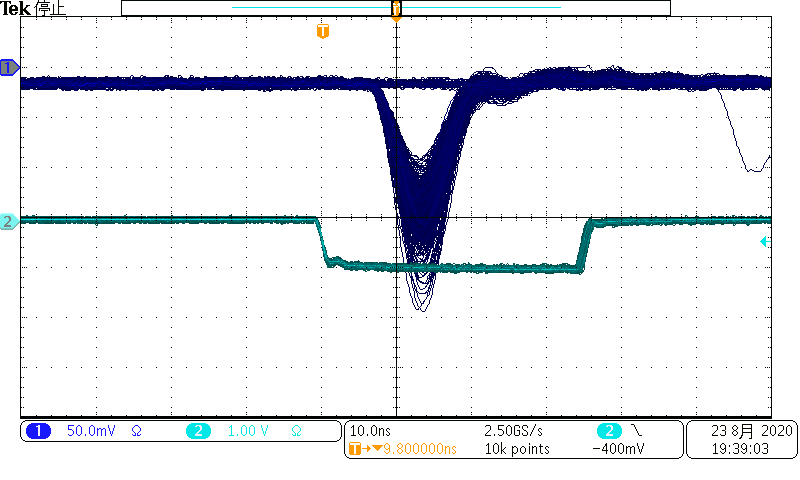 Tek 停止
T
T
1
2
1 50.0mV Ω 2 1.00 V Ω
10.0ns 2.50GS/s 2 \
T→▼9.800000ns 10k points −400mV
23 8月 2020
19:39:03